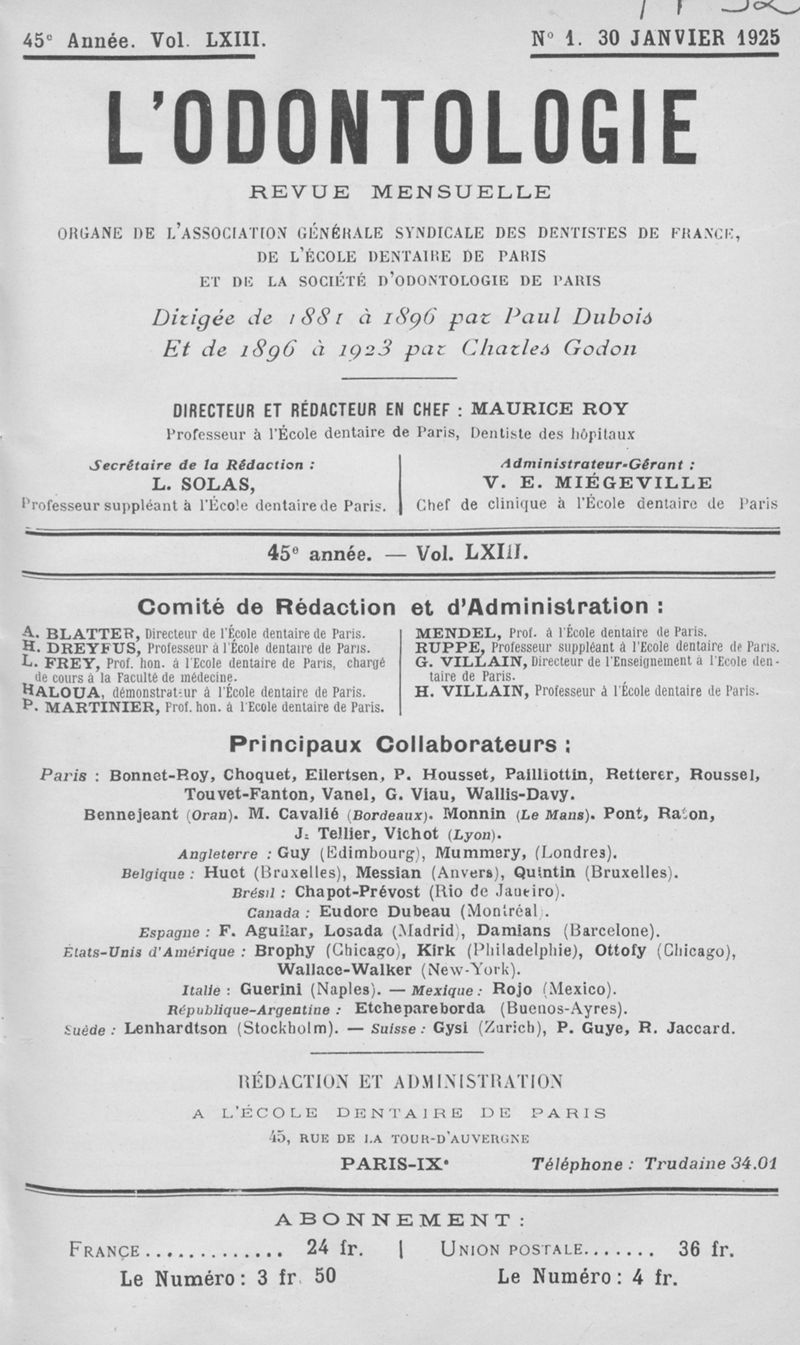 45e Année. Vol. LXIII.
N° 1. 30 JANVIER 1925
L'ODONTOLOGIE
REVUE MENSUELLE
ORGANE DE L'ASSOCIATION GÉNÉRALE SYNDICALE DES DENTISTES DE FRANCE,
DE L'ÉCOLE DENTAIRE DE PARIS
ET DE LA SOCIÉTÉ D'ODONTOLOGIE DE PARIS
Dirigée de 1881 à 1896 par Paul Dubois
Et de 1896 à 1923 par Charles Godon
DIRECTEUR ET RÉDACTEUR EN CHEF : MAURICE ROY
Professeur à l'École dentaire de Paris, Dentiste des hôpitaux
Secrétaire de la Rédaction :
L. SOLAS,
Professeur suppléant à l'École dentaire de Paris.
Administrateur-Gérant :
V. E. MIÉGEVILLE
Chef de clinique à l'École dentaire de Paris
45e année. — Vol. LXIII.
Comité de Rédaction et d'Administration :
A. BLATTER, Directeur de l'École dentaire de Paris.
H. DREYFUS, Professeur à l'École dentaire de Paris.
L. FREY, Prof. hon. à l'Ecole dentaire de Paris, chargé
de cours à la Faculté de médecine.
HALOUA, démonstrateur à l'École dentaire de Paris.
P. MARTINIER, Prof. hon. à l'Ecole dentaire de Paris.
MENDEL, Prof. à l'École dentaire de Paris.
RUPPE, Professeur suppléant à l'Ecole dentaire de Paris.
G. VILLAIN, Directeur de l'Enseignement à l'Ecole den-
taire de Paris.
H. VILLAIN, Professeur à l'École dentaire de Paris.
Principaux Collaborateurs :
Paris : Bonnet-Roy, Choquet, Eilertsen, P. Housset, Pailliottin, Retterer, Roussel,
Touvet-Fanton, Vanel, G. Viau, Wallis-Davy.
Bennejeant (Oran). M. Cavalié (Bordeaux). Monnin (Le Mans). Pont, Raton,
J. Tellier, Vichot (Lyon).
Angleterre : Guy (Edimbourg), Mummery, (Londres).
Belgique : Huet (Bruxelles), Messian (Anvers), Quintin (Bruxelles).
Brésil : Chapot-Prévost (Rio de Janeiro).
Canada : Eudore Dubeau (Montréal).
Espagne : F. Aguilar, Losada (Madrid), Damians (Barcelone).
États-Unis d'Amérique : Brophy (Chicago), Kirk (Philadelphie), Ottofy (Chicago),
Wallace-Walker (New-York).
Italie : Guerini (Naples). — Mexique : Rojo (Mexico).
République-Argentine : Etchepareborda (Buenos-Ayres).
Suède : Lenhardtson (Stockholm). — Suisse : Gysi (Zurich), P. Guye, R. Jaccard.
RÉDACTION ET ADMINISTRATION
A L'ÉCOLE DENTAIRE DE PARIS
45, RUE DE LA TOUR-D'AUVERGNE
PARIS-IXe Téléphone : Trudaine 34.01
ABONNEMENT :
FRANCE.............. 24 fr. | UNION POSTALE....... 36 fr.
Le Numéro : 3 fr. 50 Le Numéro : 4 fr.